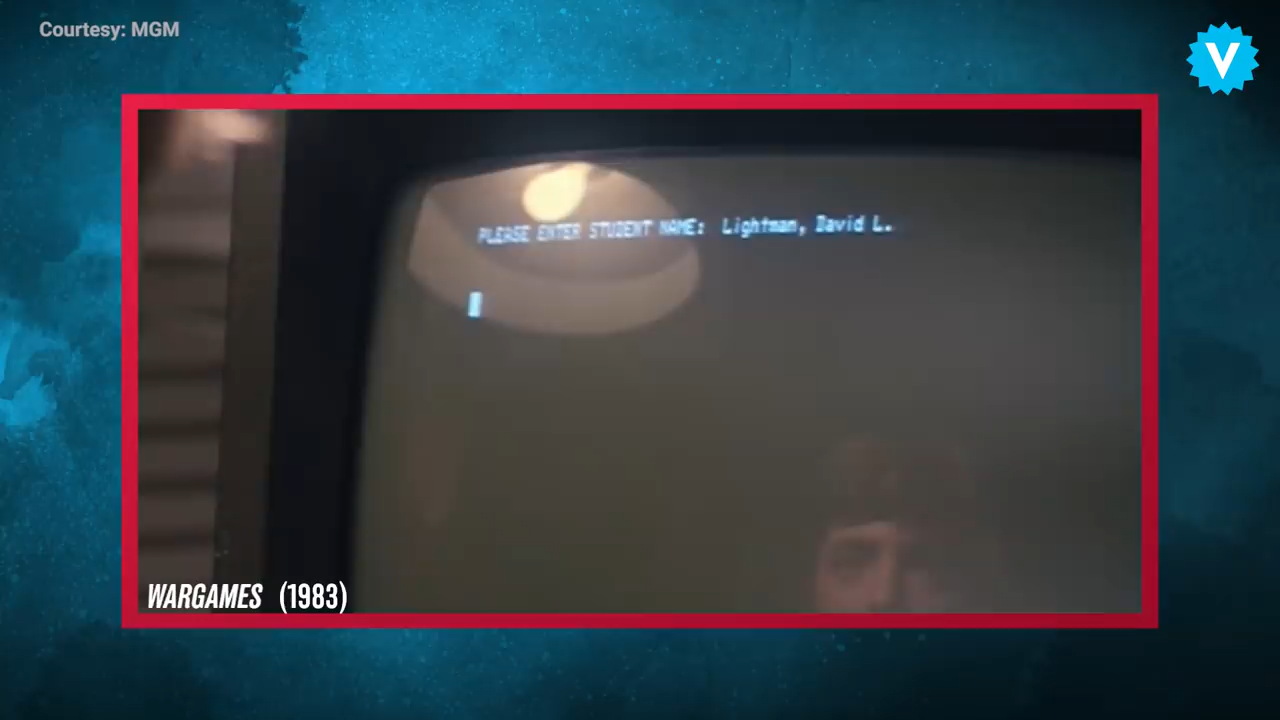 Courtesy: MGM
V
PLEASE ENTER STUDENT NAME: Lightman, David L.
WARGAMES (1983)